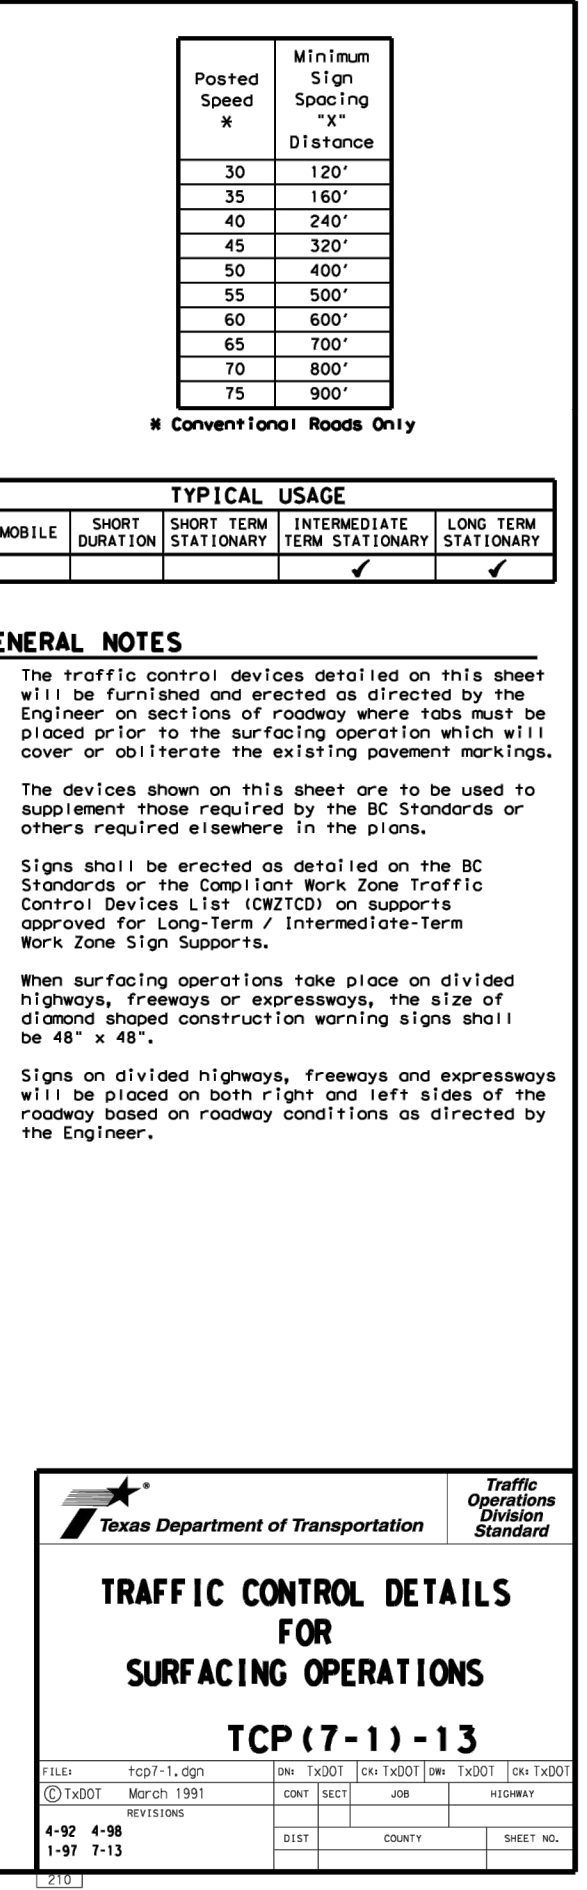 Posted Speed * Minimum Sign Spacing "X" Distance
30 120'
35 160'
40 240'
45 320'
50 400'
55 500'
60 600'
65 700'
70 800'
75 900'
* Conventional Roads Only
TYPICAL USAGE
MOBILE SHORT DURATION SHORT TERM STATIONARY INTERMEDIATE TERM STATIONARY LONG TERM STATIONARY
✓ ✓
ENERAL NOTES
The traffic control devices detailed on this sheet
will be furnished and erected as directed by the
Engineer on sections of roadway where tabs must be
placed prior to the surfacing operation which will
cover or obliterate the existing pavement markings.
The devices shown on this sheet are to be used to
supplement those required by the BC Standards or
others required elsewhere in the plans.
Signs shall be erected as detailed on the BC
Standards or the Compliant Work Zone Traffic
Control Devices List (CWZTCD) on supports
approved for Long-Term / Intermediate-Term
Work Zone Sign Supports.
When surfacing operations take place on divided
highways, freeways or expressways, the size of
diamond shaped construction warning signs shall
be 48" x 48".
Signs on divided highways, freeways and expressways
will be placed on both right and left sides of the
roadway based on roadway conditions as directed by
the Engineer.
®
Texas Department of Transportation
Traffic
Operations
Division
Standard
TRAFFIC CONTROL DETAILS
FOR
SURFACING OPERATIONS
TCP(7-1)-13
FILE: tcp7-1.dgn DN: TxDOT CK: TxDOT DW: TxDOT CK: TxDOT
© TxDOT March 1991 CONT SECT JOB HIGHWAY
REVISIONS
4-92 4-98
1-97 7-13
DIST COUNTY SHEET NO.
210